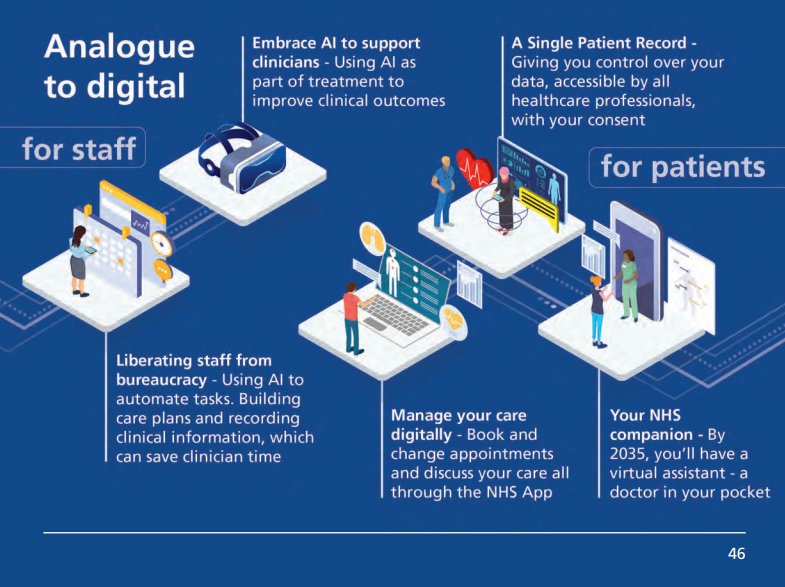 Analogue
to digital
for staff
Embrace AI to support
clinicians - Using AI as
part of treatment to
improve clinical outcomes
Liberating staff from
bureaucracy - Using AI to
automate tasks. Building
care plans and recording
clinical information, which
can save clinician time
for patients
A Single Patient Record -
Giving you control over your
data, accessible by all
healthcare professionals,
with your consent
Manage your care
digitally - Book and
change appointments
and discuss your care all
through the NHS App
Your NHS
companion - By
2035, you’ll have a
virtual assistant - a
doctor in your pocket
46